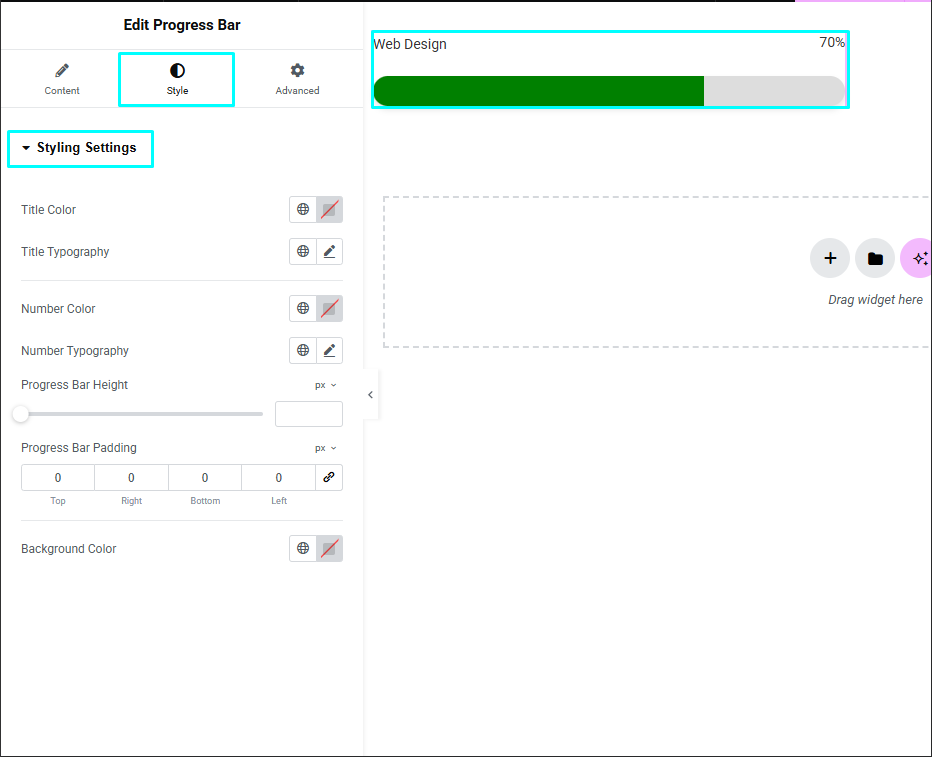 Edit Progress Bar
Content
Style
Advanced
Styling Settings
Title Color
Title Typography
Number Color
Number Typography
Progress Bar Height
px
Progress Bar Padding
px
0 0 0 0
Top Right Bottom Left
Background Color
Web Design 70%
Drag widget here